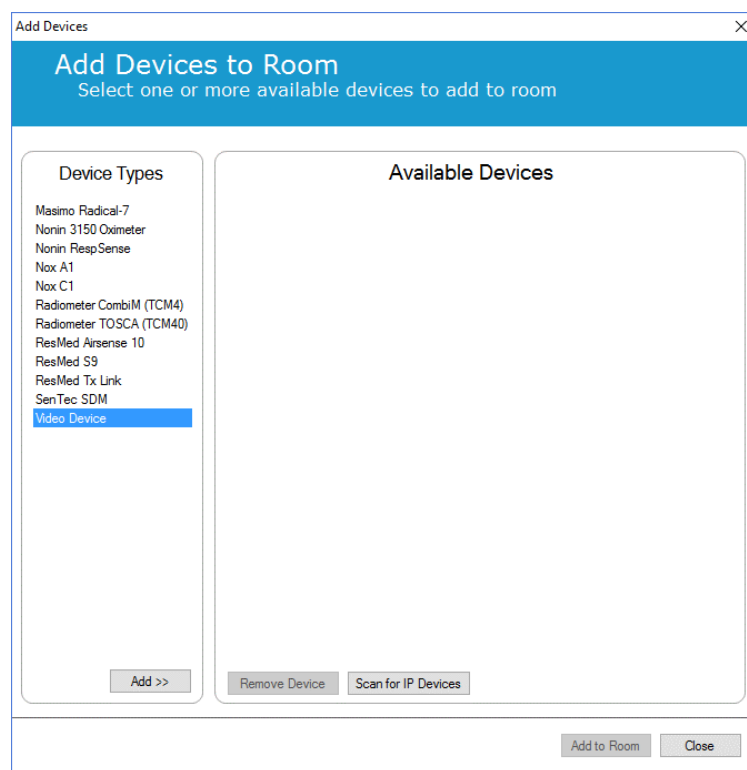 Add Devices
Add Devices to Room
Select one or more available devices to add to room
Device Types
Masimo Radical-7
Nonin 3150 Oximeter
Nonin RespSense
Nox A1
Nox C1
Radiometer CombiM (TCM4)
Radiometer TOSCA (TCM40)
ResMed Airsense 10
ResMed S9
ResMed Tx Link
SenTec SDM
Video Device
Add >>
Available Devices
Remove Device
Scan for IP Devices
Add to Room
Close